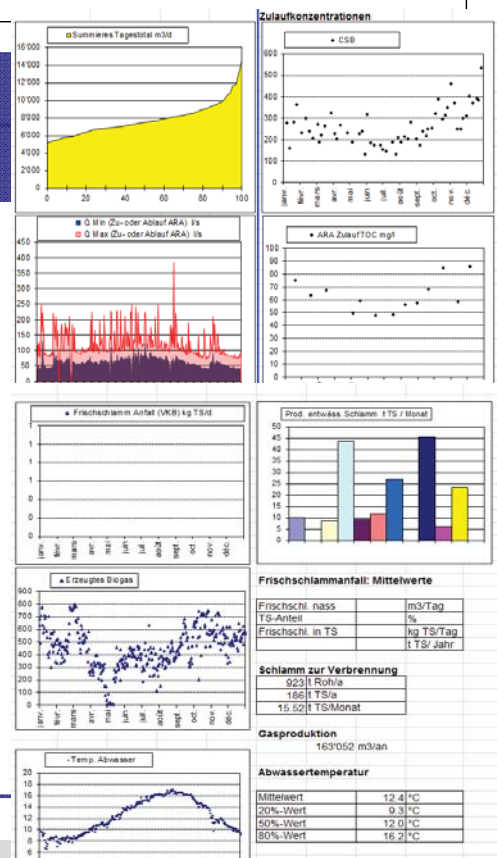 Summieres Tagestotal m3/d
16'000
14'000
12'000
10'000
8'000
6'000
4'000
2'000
0
0 20 40 60 80 100
Zulaufkonzentrationen
CSB
600
500
400
300
200
100
0
janv. févr. mars avr. mai juin juil. août sept. oct. nov. déc.
Q Min (Zu- oder Ablauf ARA) l/s
Q Max (Zu- oder Ablauf ARA) l/s
450
400
350
300
250
200
150
100
50
0
ARA Zulauf TOC mg/l
100
90
80
70
60
50
40
30
20
10
0
Frischschlamm Anfall (VKB) kg TS/d
1
1
1
0
0
0
janv. févr. mars avr. mai juin juil. août sept. oct. nov. déc.
Prod. entwäss. Schlamm t TS / Monat
50
45
40
35
30
25
20
15
10
5
0
Erzeugtes Biogas
900
800
700
600
500
400
300
200
100
0
janv. févr. mars avr. mai juin juil. août sept. oct. nov. déc.
Frischschlammanfall: Mittelwerte
Frischschl. nass m3/Tag
TS-Anteil %
Frischschl. in TS kg TS/Tag
t TS/ Jahr
Schlamm zur Verbrennung
923 t Roh/a
186 t TS/a
15.52 t TS/Monat
Gasproduktion
163'052 m3/an
Temp. Abwasser
20
18
16
14
12
10
8
6
Abwassertemperatur
Mittelwert 12.4 °C
20%-Wert 9.3 °C
50%-Wert 12.0 °C
80%-Wert 16.2 °C